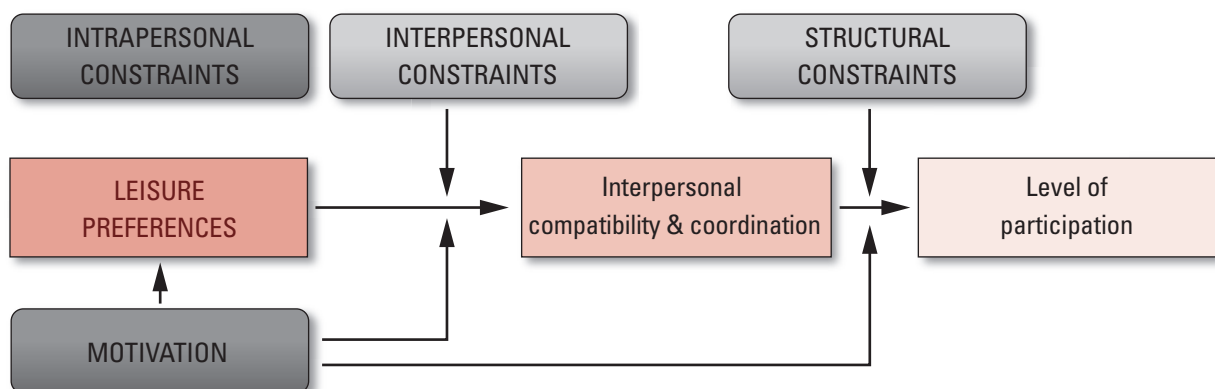 INTRAPERSONAL
CONSTRAINTS
INTERPERSONAL
CONSTRAINTS
STRUCTURAL
CONSTRAINTS
LEISURE
PREFERENCES
Interpersonal
compatibility & coordination
Level of
participation
MOTIVATION